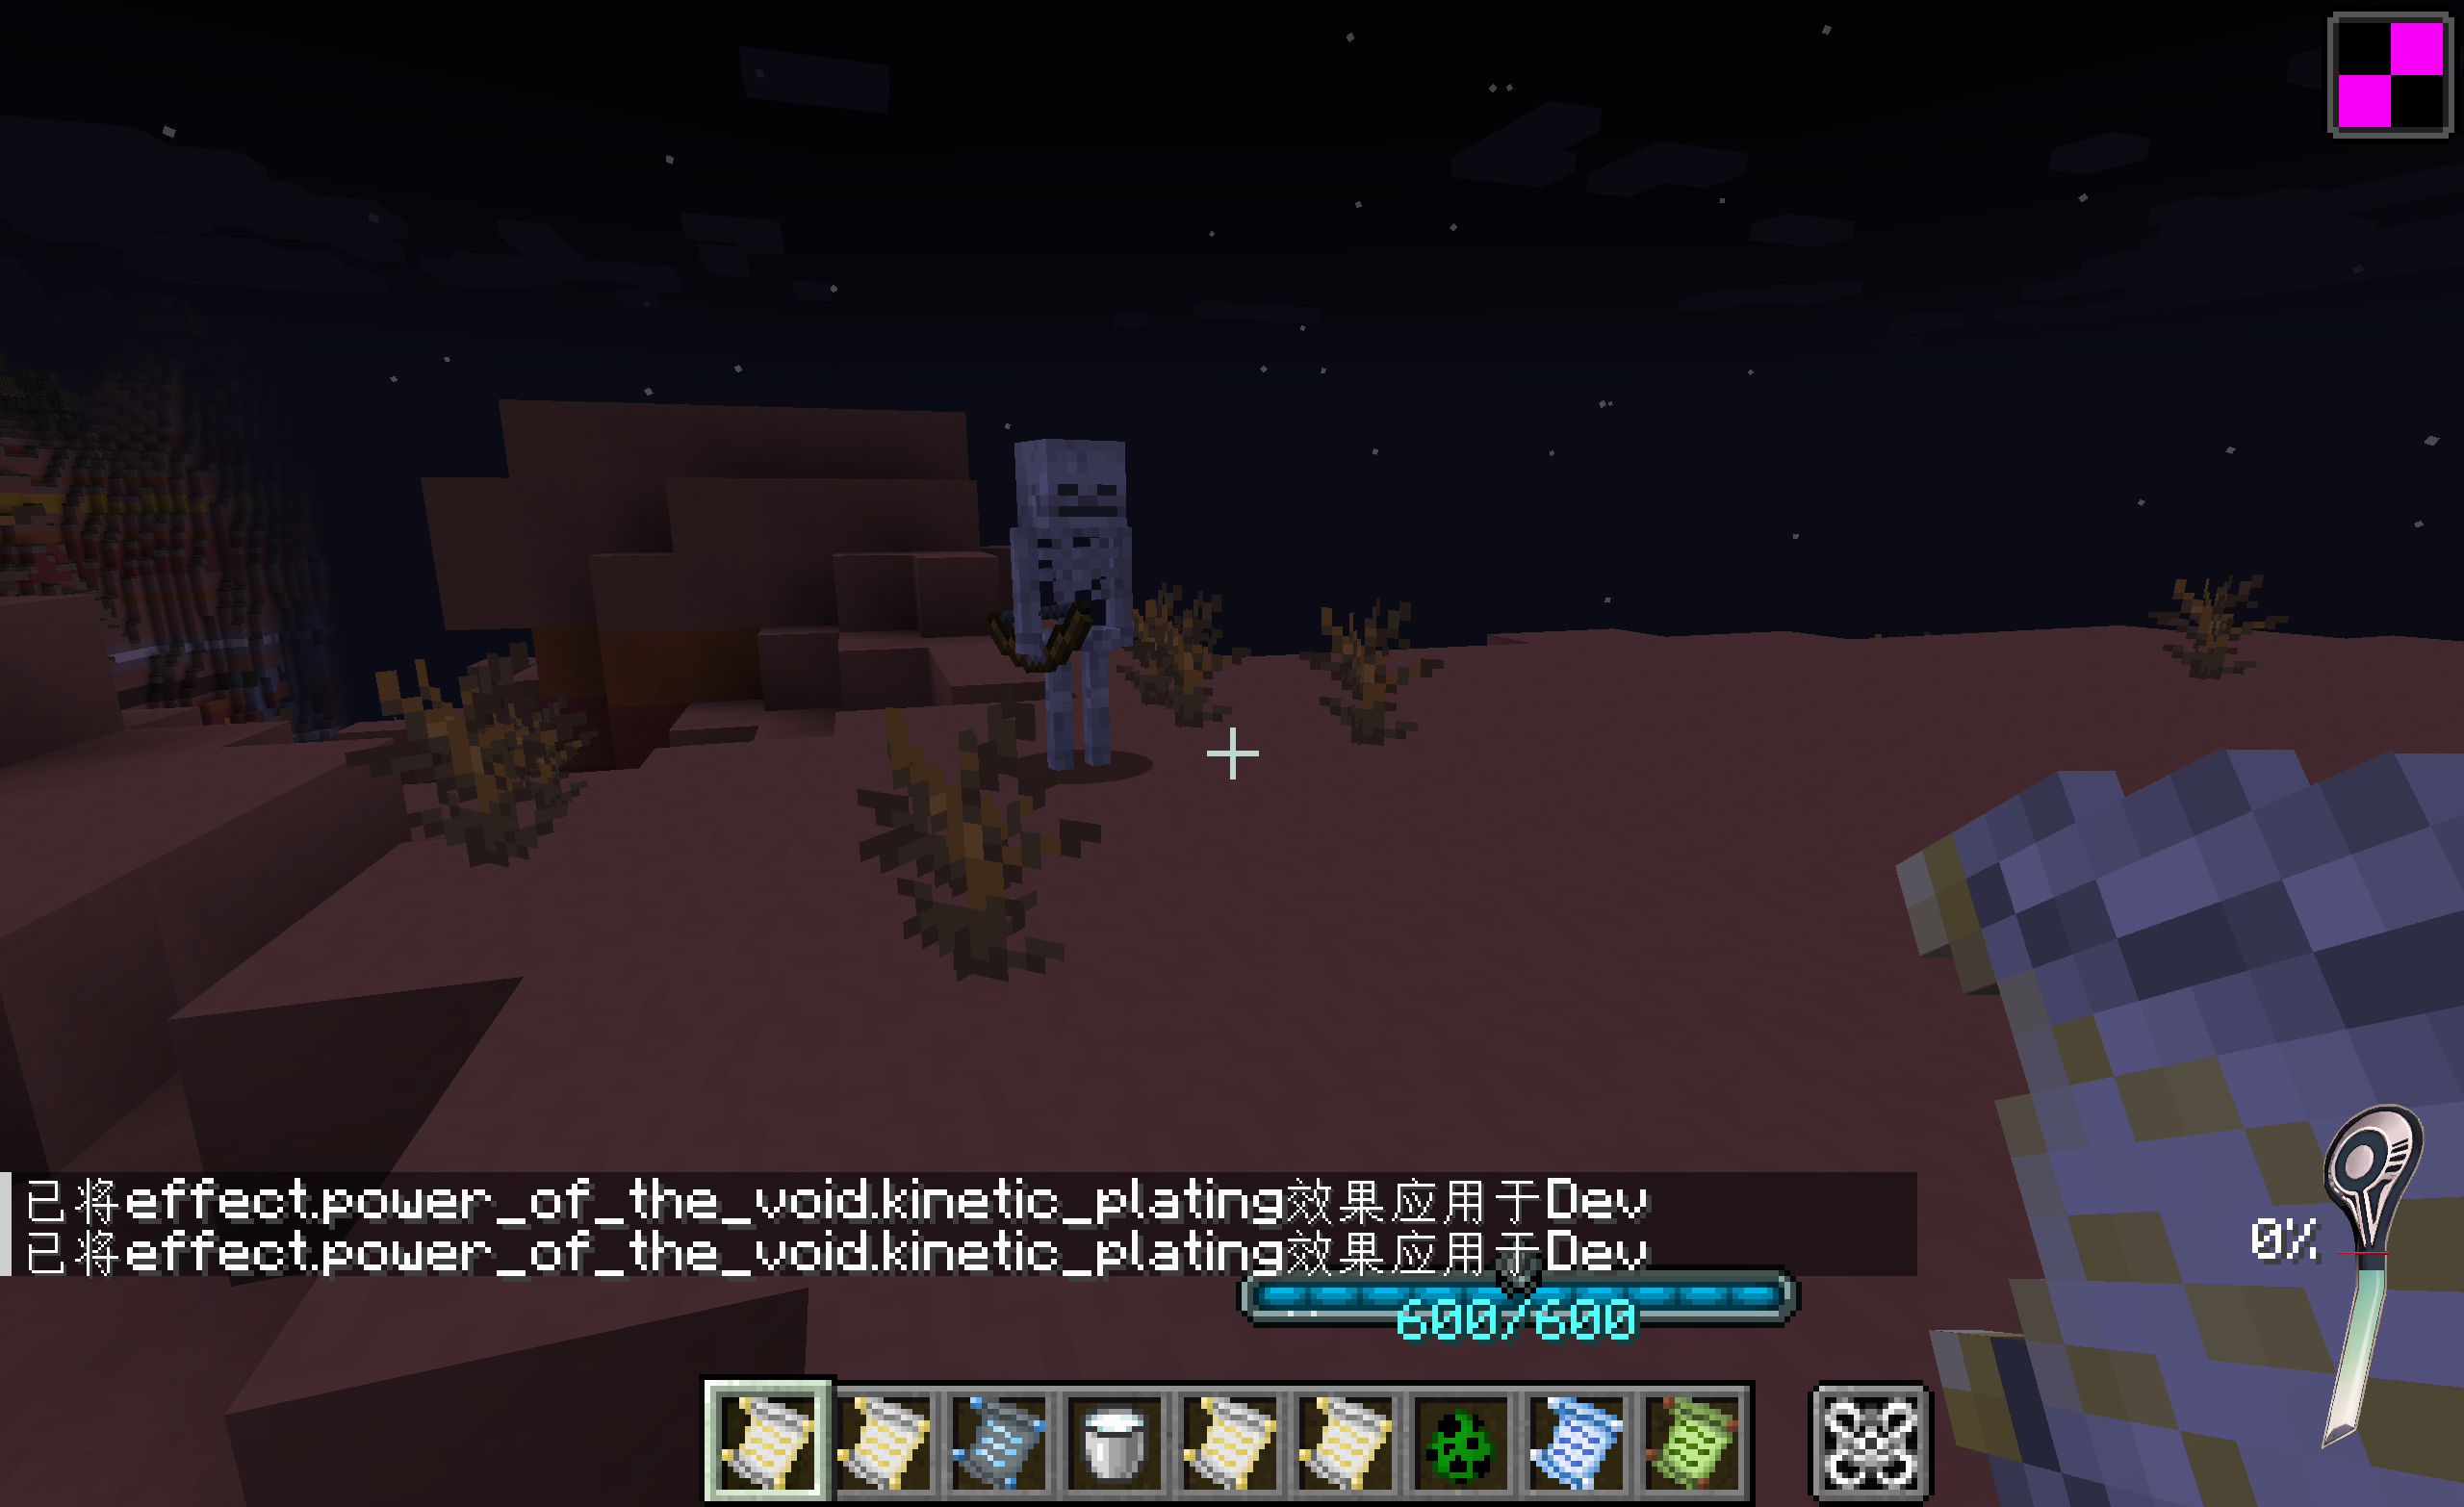 已将effect.power_of_the_void.kinetic_plating效果应用于Dev
已将effect.power_of_the_void.kinetic_plating效果应用于Dev
0%
600/600